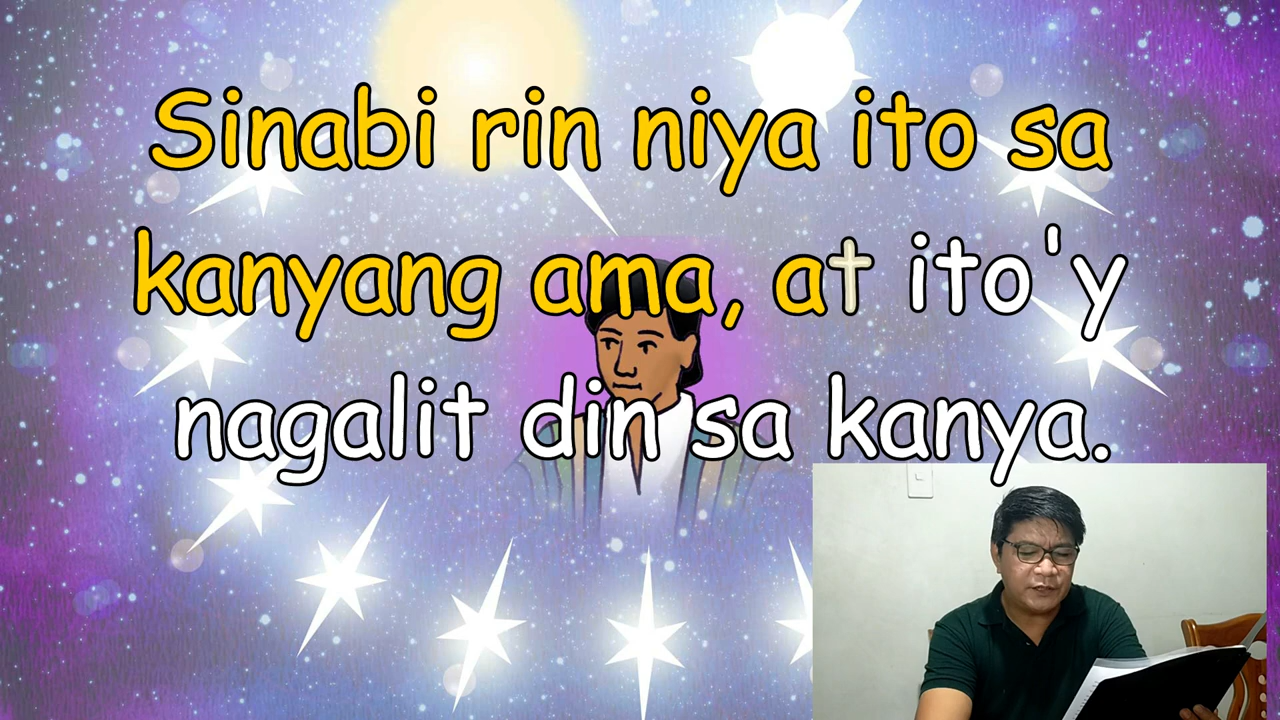 Sinabi rin niya ito sa
kanyang ama, at ito'y
nagalit din sa kanya.